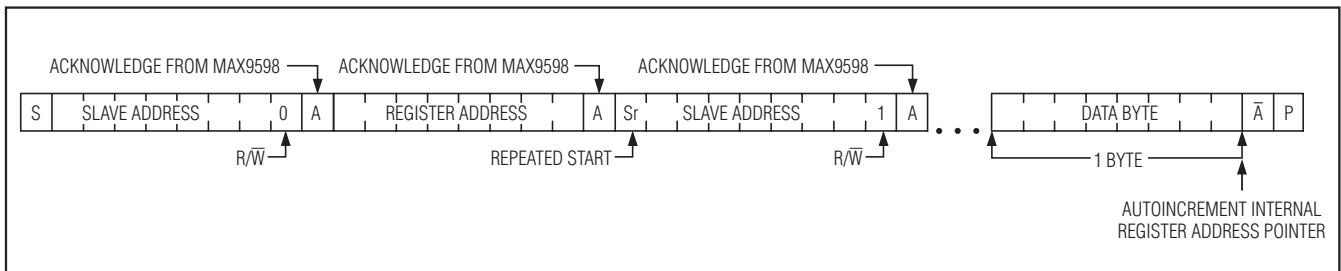 ACKNOWLEDGE FROM MAX9598 ACKNOWLEDGE FROM MAX9598 ACKNOWLEDGE FROM MAX9598
S SLAVE ADDRESS 0 A REGISTER ADDRESS A Sr SLAVE ADDRESS 1 A ... DATA BYTE A̅ P
R/W̅ REPEATED START R/W̅ 1 BYTE
AUTOINCREMENT INTERNAL
REGISTER ADDRESS POINTER